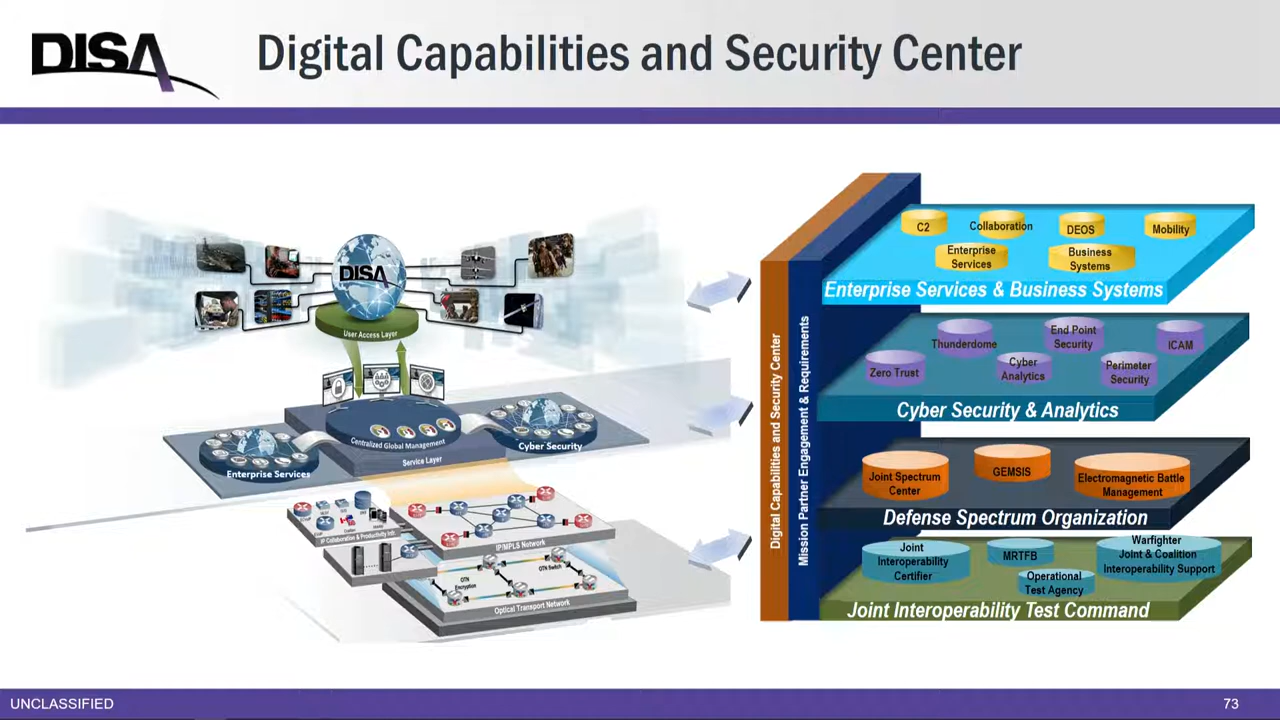 DISA
Digital Capabilities and Security Center
DISA
User Access Layer
Centralized Global Management
Service Layer
Enterprise Services
Cyber Security
IP/MPLS Network
OTN
Encryption
OTN Switch
Optical Transport Network
Digital Capabilities and Security Center
Mission Partner Engagement & Requirements
C2
Collaboration
DEOS
Mobility
Enterprise
Services
Business
Systems
Enterprise Services & Business Systems
Thunderdome
End Point
Security
ICAM
Zero Trust
Cyber
Analytics
Perimeter
Security
Cyber Security & Analytics
Joint Spectrum
Center
GEMSIS
Electromagnetic Battle
Management
Defense Spectrum Organization
Joint
Interoperability
Certifier
MRTFB
Operational
Test Agency
Warfighter
Joint & Coalition
Interoperability Support
Joint Interoperability Test Command
UNCLASSIFIED
73